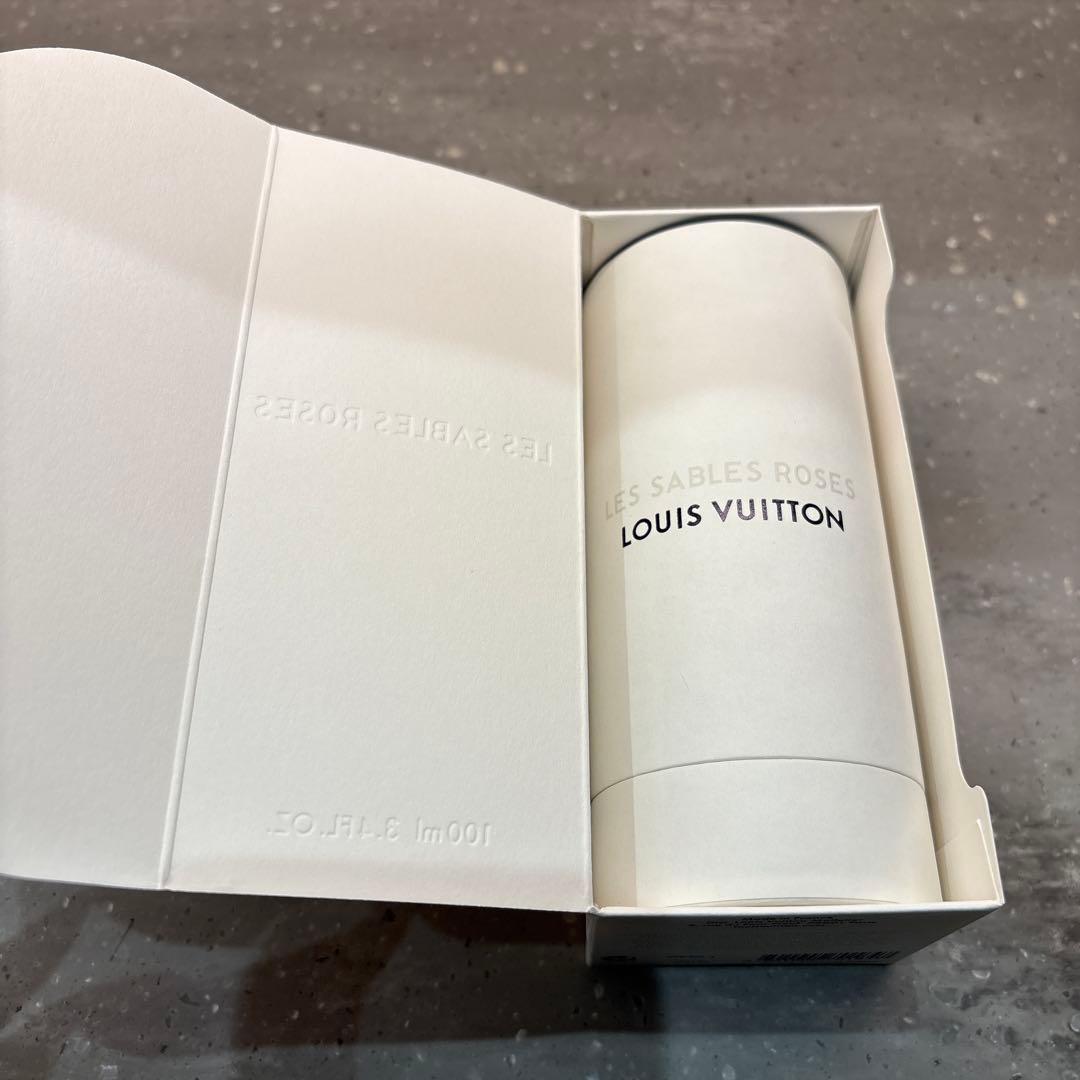 LES SABLES ROSES
100ml 3.4FL.OZ.
LES SABLES ROSES
LOUIS VUITTON